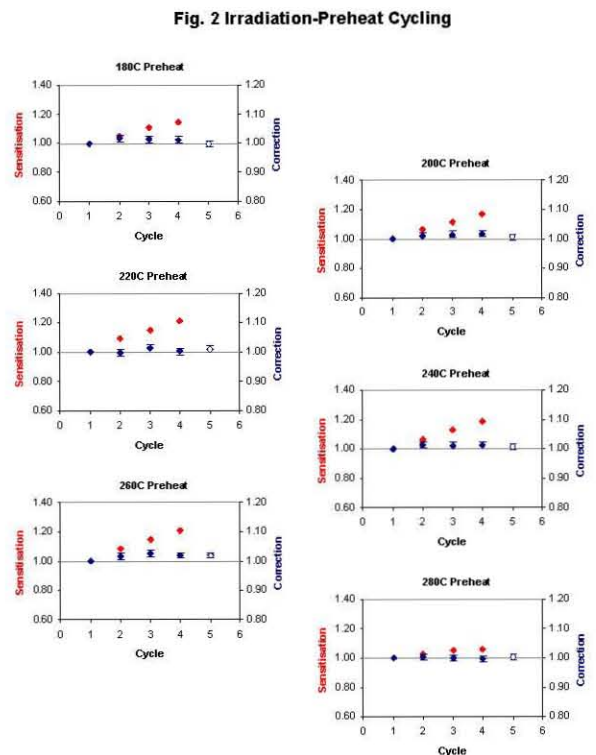 Fig. 2 Irradiation-Preheat Cycling
180C Preheat
1.40 1.20
1.20 1.10
1.00 1.00
0.80 0.90
0.60 0.80
0 1 2 3 4 5 6
Cycle
Sensitisation
Correction
200C Preheat
1.40 1.20
1.20 1.10
1.00 1.00
0.80 0.90
0.60 0.80
0 1 2 3 4 5 6
Cycle
Sensitisation
Correction
220C Preheat
1.40 1.20
1.20 1.10
1.00 1.00
0.80 0.90
0.60 0.80
0 1 2 3 4 5 6
Cycle
Sensitisation
Correction
240C Preheat
1.40 1.20
1.20 1.10
1.00 1.00
0.80 0.90
0.60 0.80
0 1 2 3 4 5 6
Cycle
Sensitisation
Correction
260C Preheat
1.40 1.20
1.20 1.10
1.00 1.00
0.80 0.90
0.60 0.80
0 1 2 3 4 5 6
Cycle
Sensitisation
Correction
280C Preheat
1.40 1.20
1.20 1.10
1.00 1.00
0.80 0.90
0.60 0.80
0 1 2 3 4 5 6
Cycle
Sensitisation
Correction